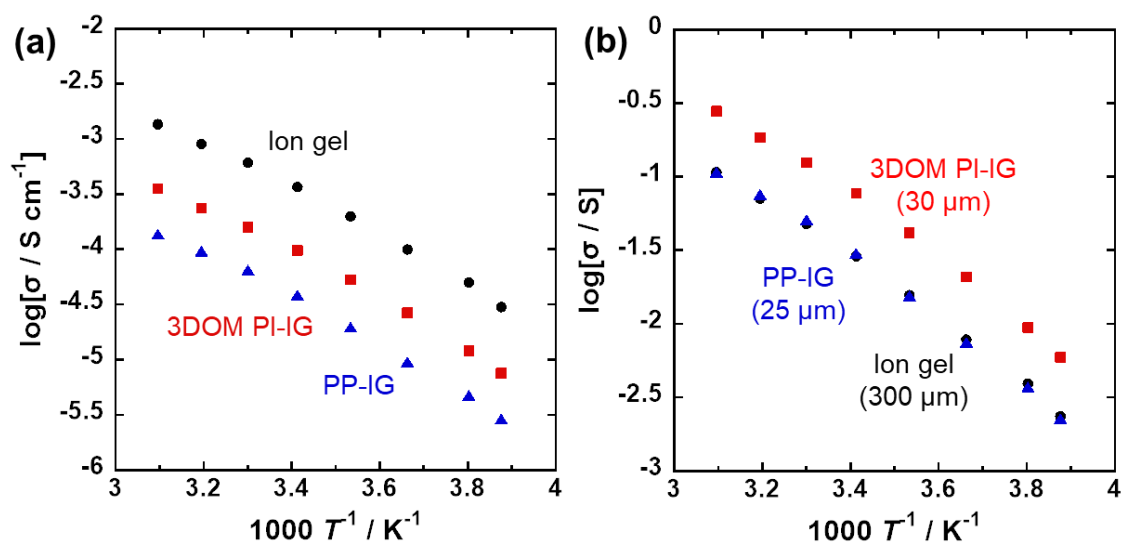 (a)
-2
-2.5
-3
-3.5
-4
-4.5
-5
-5.5
-6
log[σ / S cm⁻¹]
Ion gel
3DOM PI-IG
PP-IG
3 3.2 3.4 3.6 3.8 4
1000 T⁻¹ / K⁻¹
(b)
0
-0.5
-1
-1.5
-2
-2.5
-3
log[σ / S]
3DOM PI-IG
(30 µm)
PP-IG
(25 µm)
Ion gel
(300 µm)
3 3.2 3.4 3.6 3.8 4
1000 T⁻¹ / K⁻¹